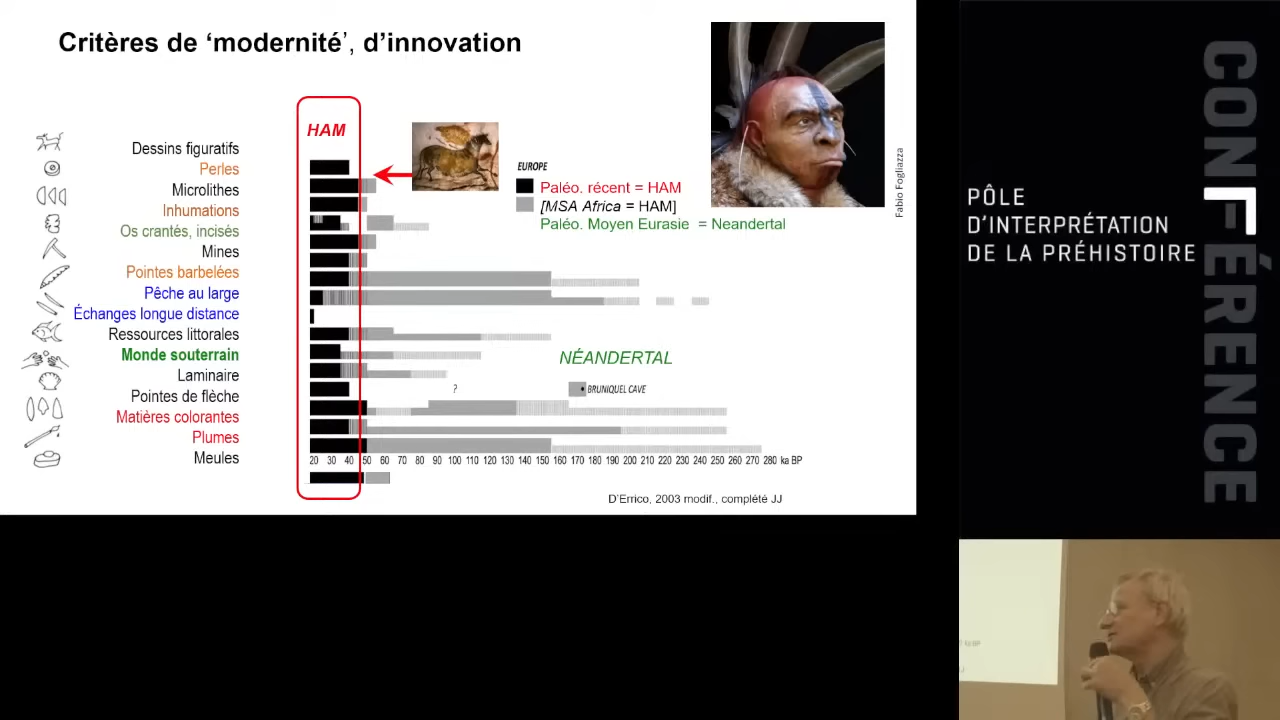 Critères de ‘modernité’, d’innovation
HAM
Dessins figuratifs
Perles
Microlithes
Inhumations
Os crantés, incisés
Mines
Pointes barbelées
Pêche au large
Échanges longue distance
Ressources littorales
Monde souterrain
Laminaire
Pointes de flèche
Matières colorantes
Plumes
Meules
EUROPE
Paléo. récent = HAM
[MSA Africa = HAM]
Paléo. Moyen Eurasie = Neandertal
Fabio Fogliazza
NÉANDERTAL
?
BRUNIQUEL CAVE
20 30 40 50 60 70 80 90 100 110 120 130 140 150 160 170 180 190 200 210 220 230 240 250 260 270 280 ka BP
D’Errico, 2003 modif., complété JJ
PÔLE
D’INTERPRÉTATION
DE LA PRÉHISTOIRE
CONFÉRENCE